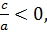 c/a < 0,